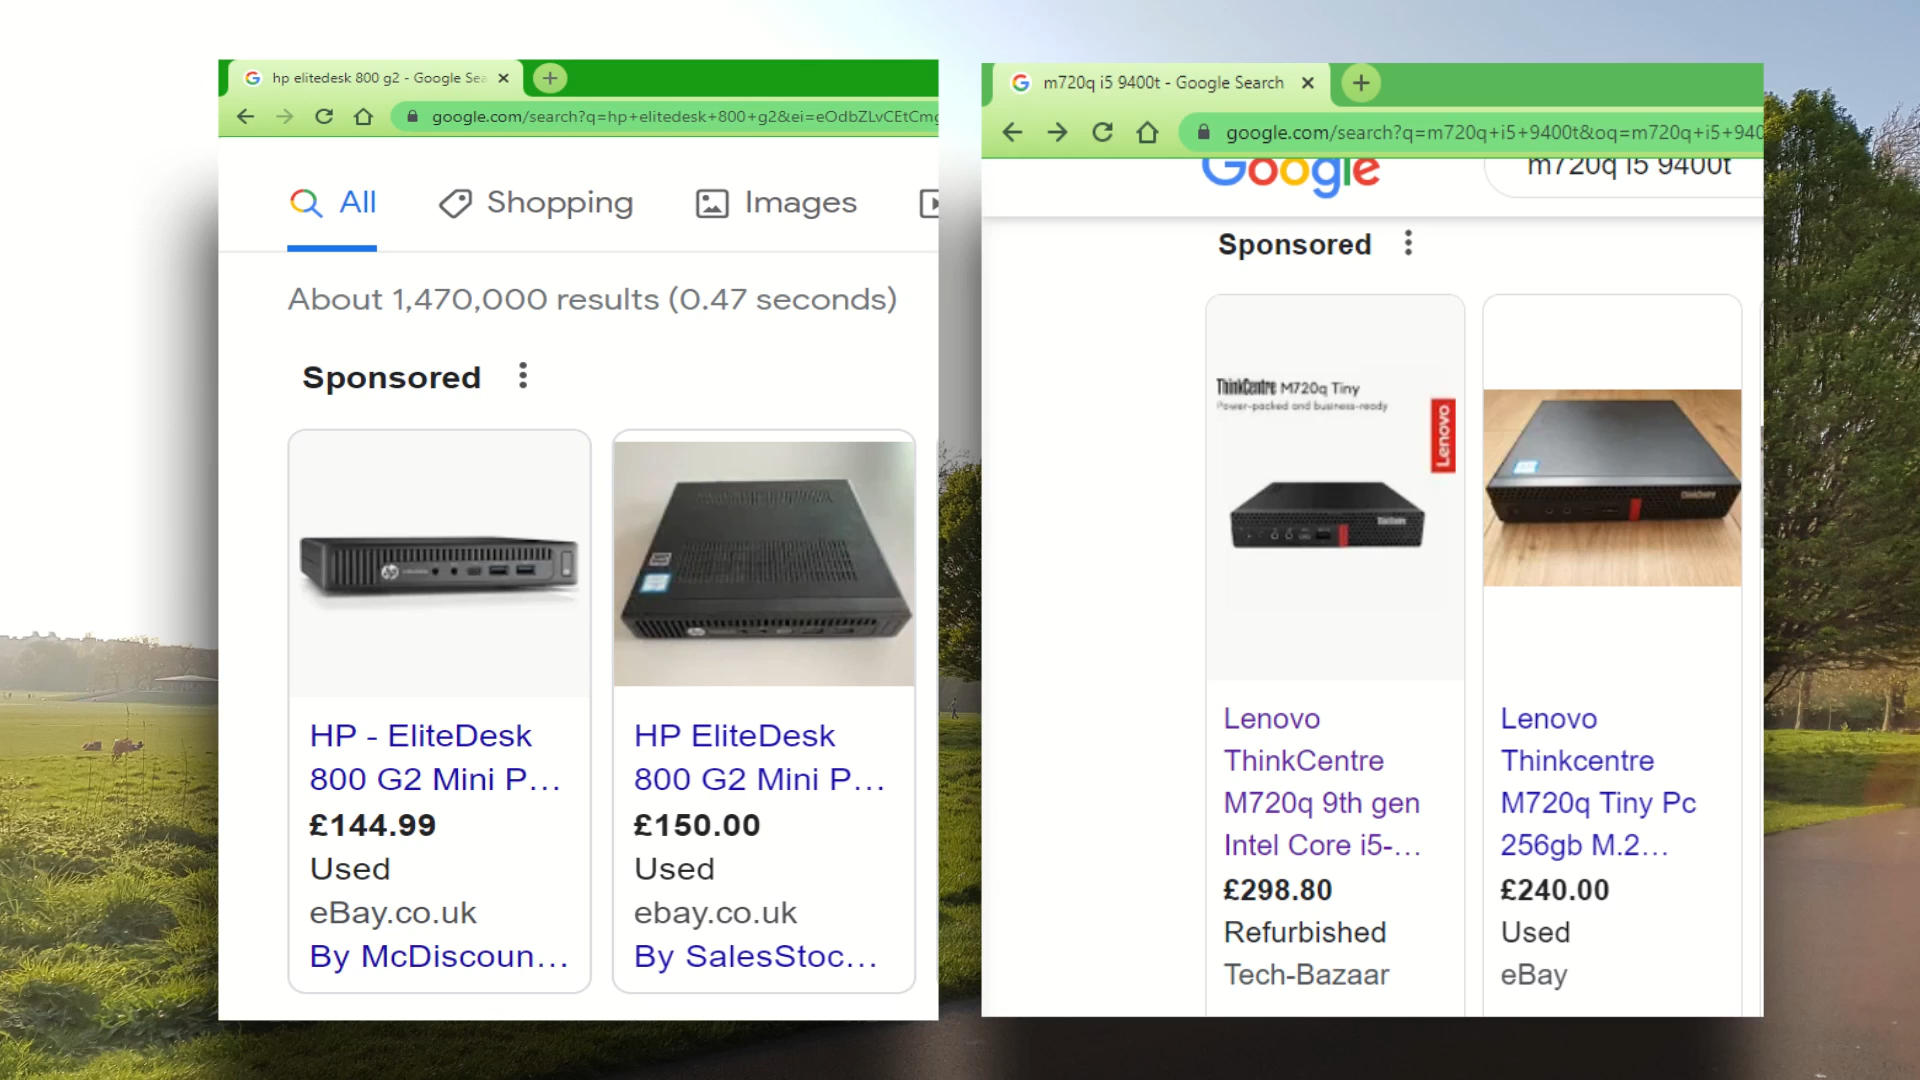 hp elitedesk 800 g2 - Google Sea
google.com/search?q=hp+elitedesk+800+g2&ei=eOdbZLvCEtCmg
All
Shopping
Images
About 1,470,000 results (0.47 seconds)
Sponsored
hp
HP - EliteDesk
800 G2 Mini P...
£144.99
Used
eBay.co.uk
By McDiscoun...
HP EliteDesk
800 G2 Mini P...
£150.00
Used
ebay.co.uk
By SalesStoc...
m720q i5 9400t - Google Search
google.com/search?q=m720q+i5+9400t&oq=m720q+i5+940
Google
m720q i5 9400t
Sponsored
ThinkCentre M720q Tiny
Power-packed and business-ready
Lenovo
ThinkCentre
Lenovo
ThinkCentre
M720q 9th gen
Intel Core i5-...
£298.80
Refurbished
Tech-Bazaar
ThinkCentre
Lenovo
Thinkcentre
M720q Tiny Pc
256gb M.2...
£240.00
Used
eBay